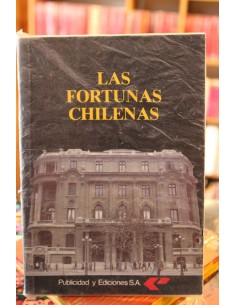 LAS
FORTUNAS
CHILENAS
Publicidad y Ediciones S.A.